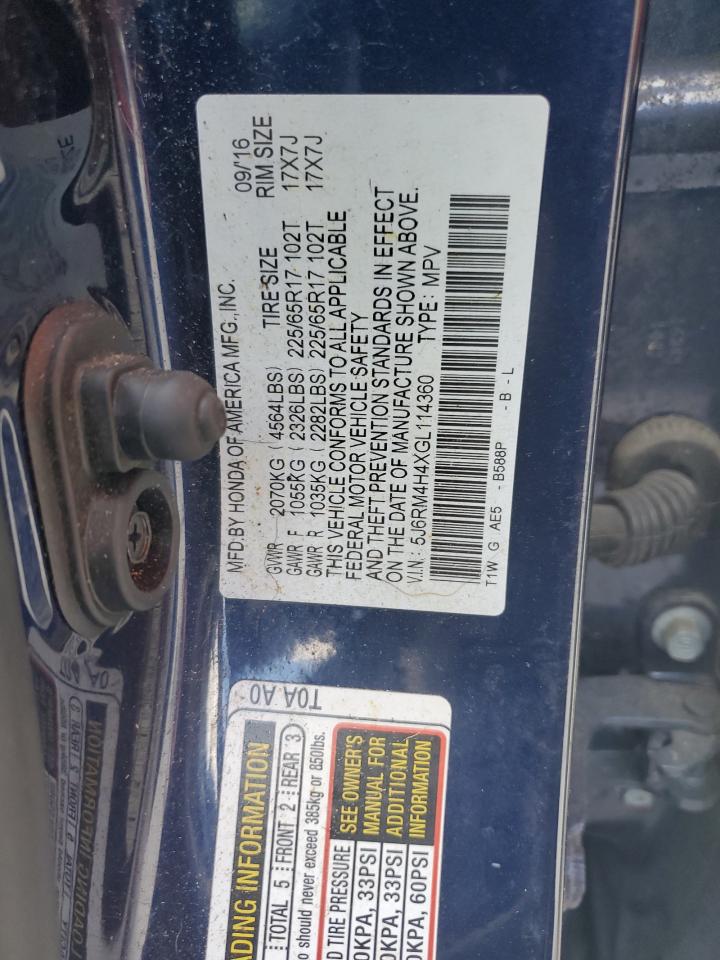 MFD.BY HONDA OF AMERICA MFG.,INC. 09/'16
GVWR 2070KG (4564LBS) TIRE SIZE RIM SIZE
GAWR F 1055KG (2326LBS) 225/65R17 102T 17X7J
GAWR R 1035KG (2282LBS) 225/65R17 102T 17X7J
THIS VEHICLE CONFORMS TO ALL APPLICABLE
FEDERAL MOTOR VEHICLE SAFETY
AND THEFT PREVENTION STANDARDS IN EFFECT
ON THE DATE OF MANUFACTURE SHOWN ABOVE.
V.I.N.: 5J6RM4H4XGL114360 TYPE: MPV
T1W G AE5 - B588P - B - L
T0A A0
INFORMATION
TOTAL 5 FRONT 2 REAR 3
should never exceed 385kg or 850lbs.
TIRE PRESSURE SEE OWNER'S
KPA, 33PSI MANUAL FOR
KPA, 33PSI ADDITIONAL
KPA, 60PSI INFORMATION